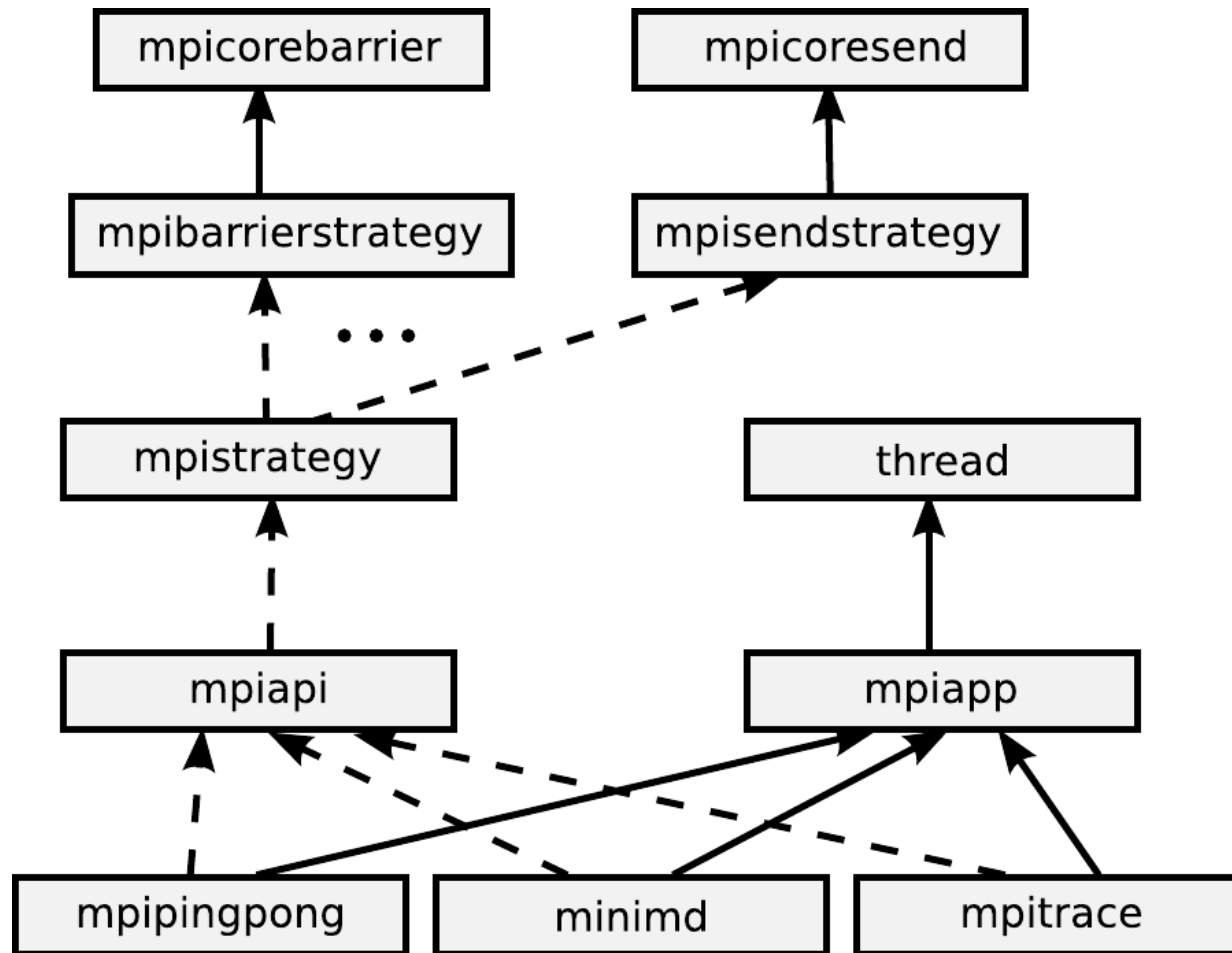 mpicorebarrier
mpicoresend
mpibarrierstrategy
mpisendstrategy
...
mpistrategy
thread
mpiapi
mpiapp
mpipingpong
minimd
mpitrace